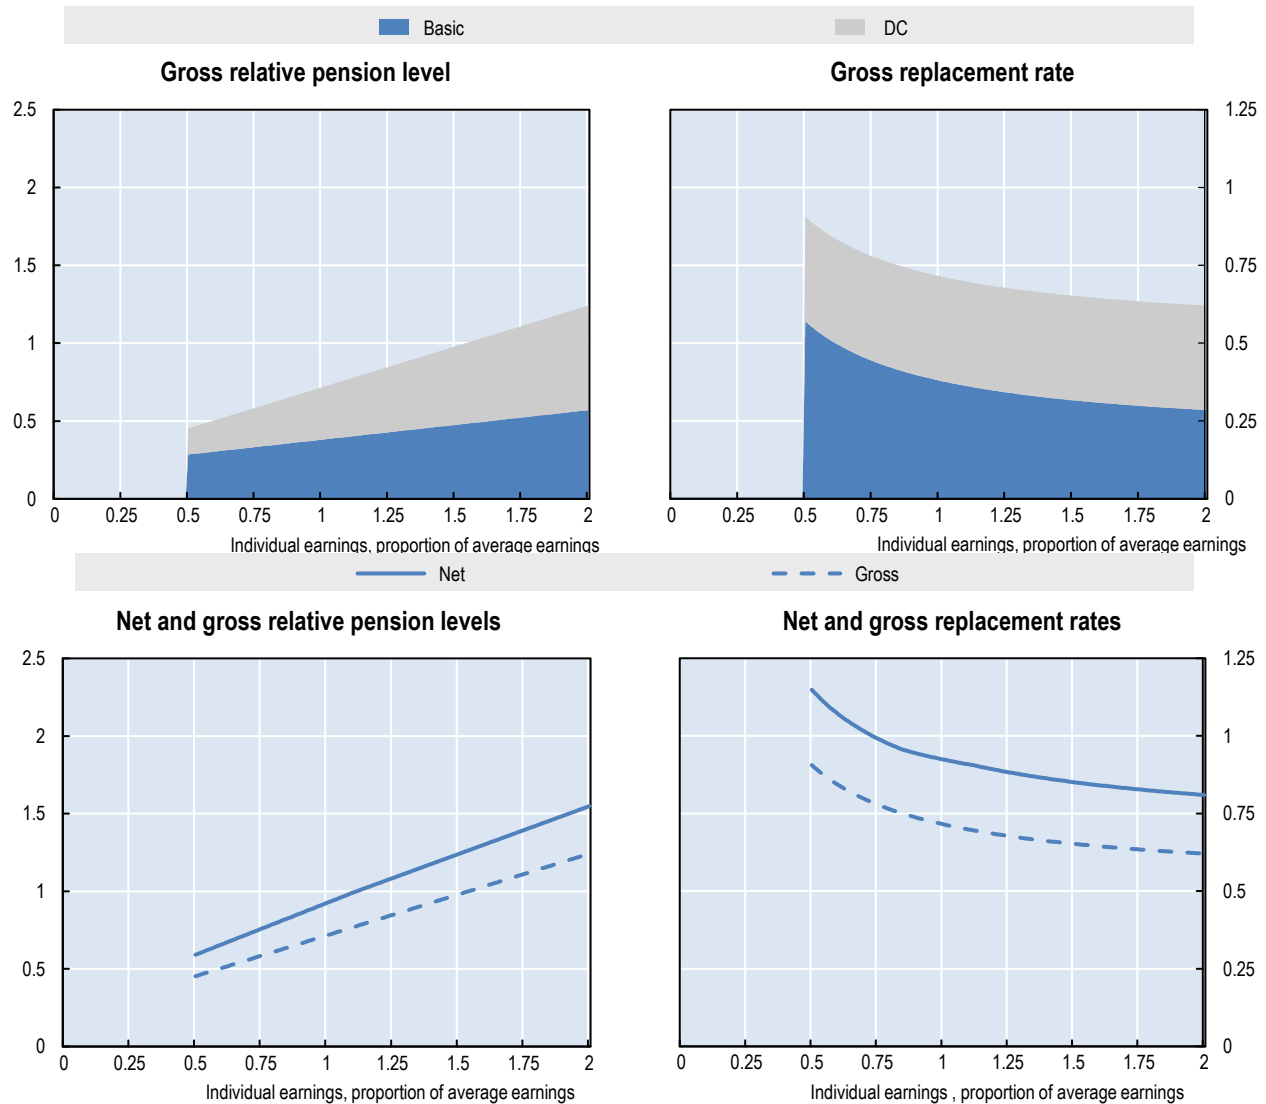 Basic DC
Gross relative pension level
Gross replacement rate
2.5
2
1.5
1
0.5
0
0 0.25 0.5 0.75 1 1.25 1.5 1.75 2
Individual earnings, proportion of average earnings
1.25
1
0.75
0.5
0.25
0
0 0.25 0.5 0.75 1 1.25 1.5 1.75 2
Individual earnings, proportion of average earnings
Net Gross
Net and gross relative pension levels
Net and gross replacement rates
2.5
2
1.5
1
0.5
0
0 0.25 0.5 0.75 1 1.25 1.5 1.75 2
Individual earnings, proportion of average earnings
1.25
1
0.75
0.5
0.25
0
0 0.25 0.5 0.75 1 1.25 1.5 1.75 2
Individual earnings , proportion of average earnings